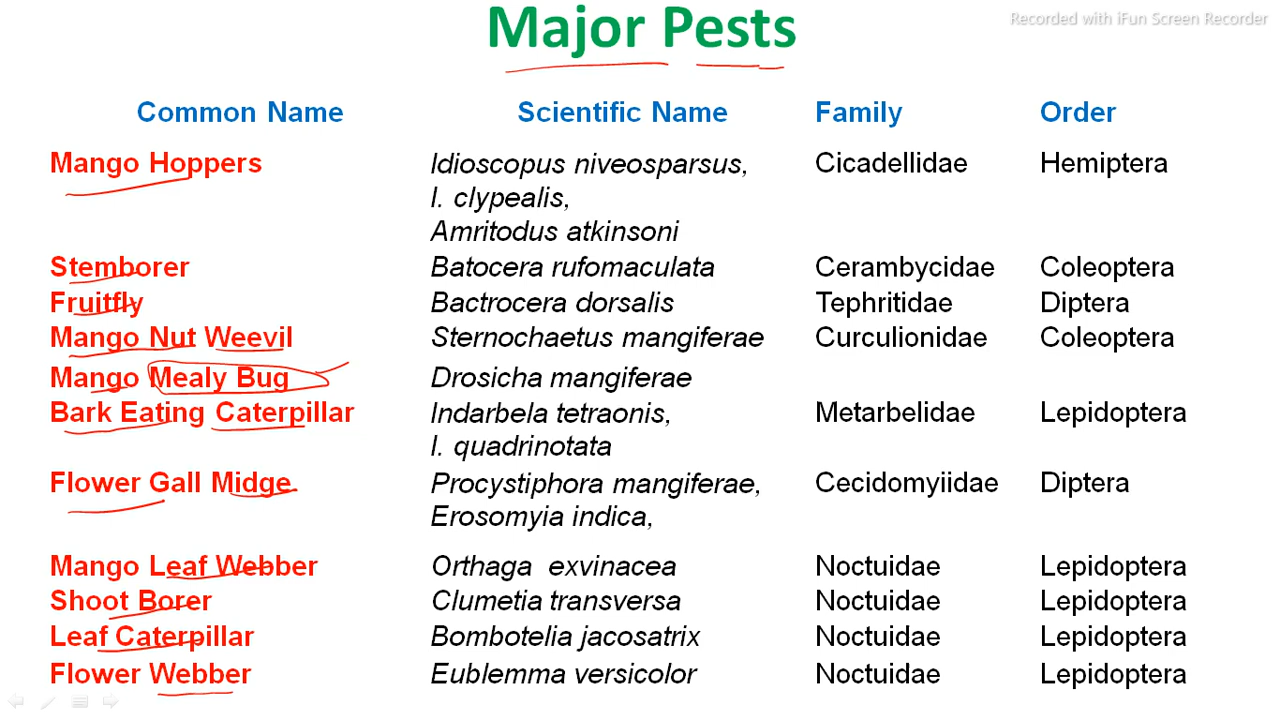 Major Pests
Recorded with iFun Screen Recorder
Common Name Scientific Name Family Order
Mango Hoppers Idioscopus niveosparsus, Cicadellidae Hemiptera
I. clypealis,
Amritodus atkinsoni
Stemborer Batocera rufomaculata Cerambycidae Coleoptera
Fruitfly Bactrocera dorsalis Tephritidae Diptera
Mango Nut Weevil Sternochaetus mangiferae Curculionidae Coleoptera
Mango Mealy Bug Drosicha mangiferae
Bark Eating Caterpillar Indarbela tetraonis, Metarbelidae Lepidoptera
I. quadrinotata
Flower Gall Midge Procystiphora mangiferae, Cecidomyiidae Diptera
Erosomyia indica,
Mango Leaf Webber Orthaga exvinacea Noctuidae Lepidoptera
Shoot Borer Clumetia transversa Noctuidae Lepidoptera
Leaf Caterpillar Bombotelia jacosatrix Noctuidae Lepidoptera
Flower Webber Eublemma versicolor Noctuidae Lepidoptera